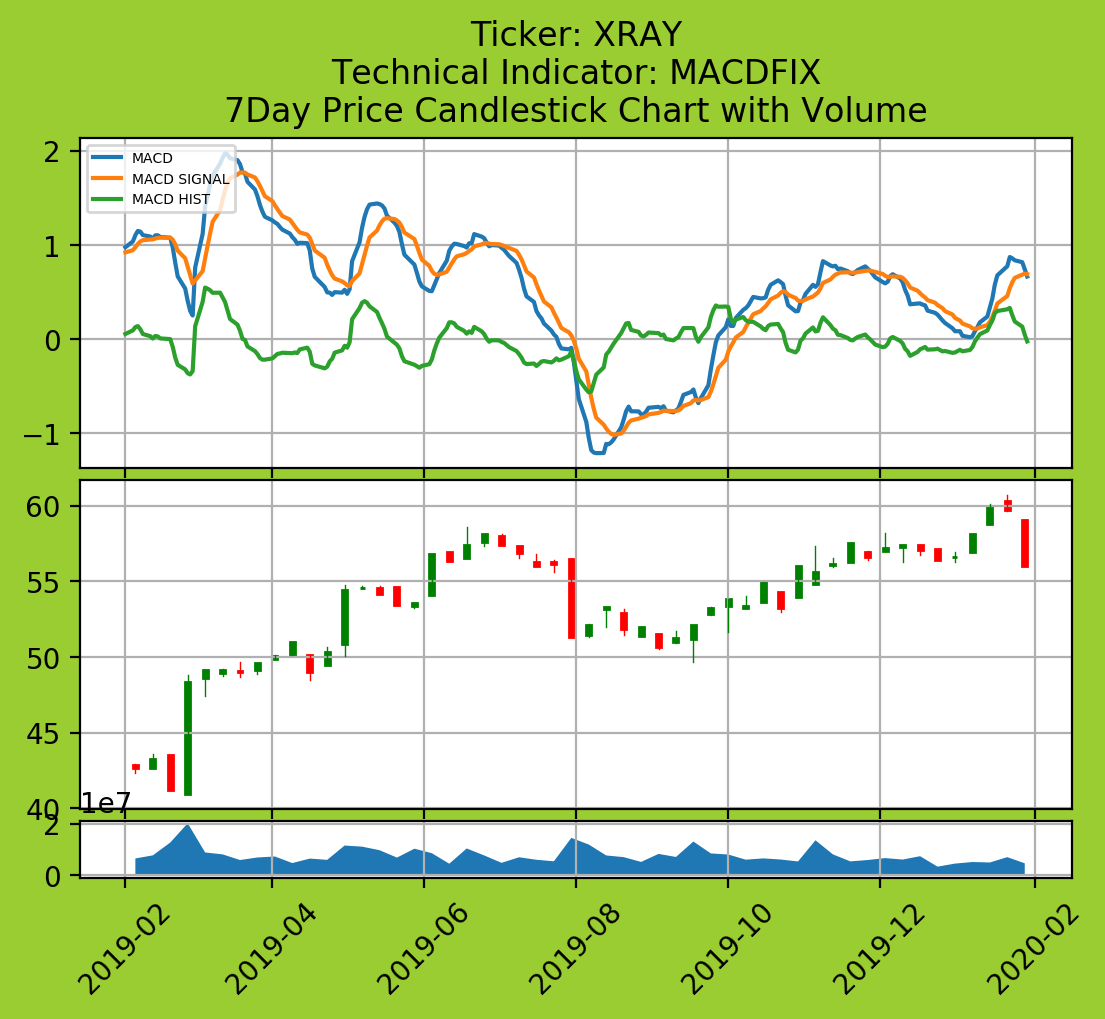 Ticker: XRAY
Technical Indicator: MACDFIX
7Day Price Candlestick Chart with Volume
2
1
0
−1
MACD
MACD SIGNAL
MACD HIST
60
55
50
45
40
1e7
2
0
2019-02
2019-04
2019-06
2019-08
2019-10
2019-12
2020-02